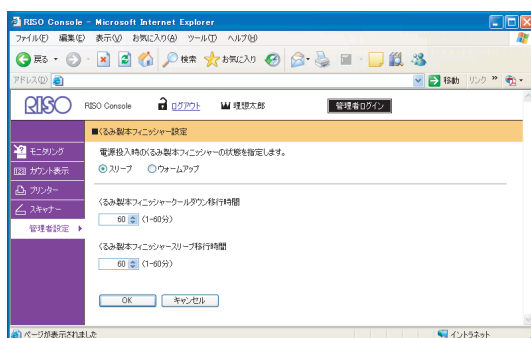 RISO Console - Microsoft Internet Explorer
ファイル(F) 編集(E) 表示(V) お気に入り(A) ツール(T) ヘルプ(H)
戻る 検索 お気に入り
アドレス(D) 移動 リンク »
RISO RISO Console ログアウト 理想太郎 管理者ログイン
■くるみ製本フィニッシャー設定
モニタリング
カウント表示
プリンター
スキャナー
管理者設定
電源投入時のくるみ製本フィニッシャーの状態を指定します。
スリープ ウォームアップ
くるみ製本フィニッシャークールダウン移行時間
60 (1-60分)
くるみ製本フィニッシャースリープ移行時間
60 (1-60分)
OK キャンセル
ページが表示されました イントラネット